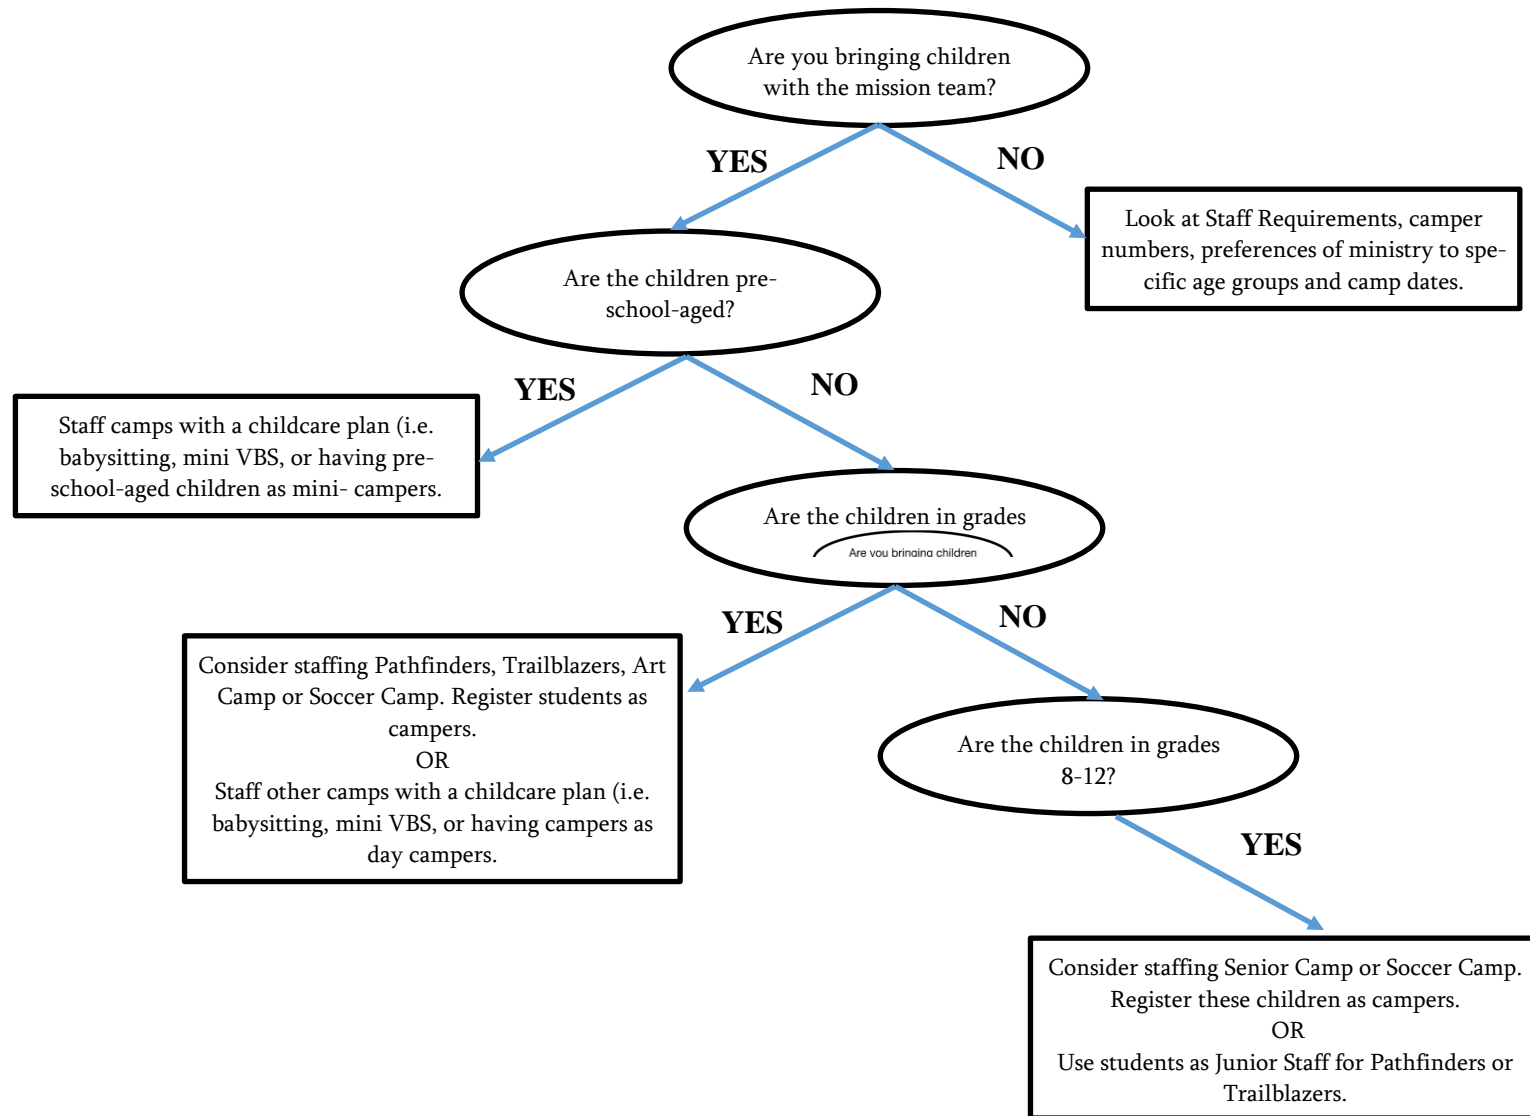 Are you bringing children
with the mission team?
YES
NO
Look at Staff Requirements, camper
numbers, preferences of ministry to spe-
cific age groups and camp dates.
Are the children pre-
school-aged?
YES
NO
Staff camps with a childcare plan (i.e.
babysitting, mini VBS, or having pre-
school-aged children as mini- campers.
Are the children in grades
Are you bringing children
YES
NO
Consider staffing Pathfinders, Trailblazers, Art
Camp or Soccer Camp. Register students as
campers.
OR
Staff other camps with a childcare plan (i.e.
babysitting, mini VBS, or having campers as
day campers.
Are the children in grades
8-12?
YES
Consider staffing Senior Camp or Soccer Camp.
Register these children as campers.
OR
Use students as Junior Staff for Pathfinders or
Trailblazers.